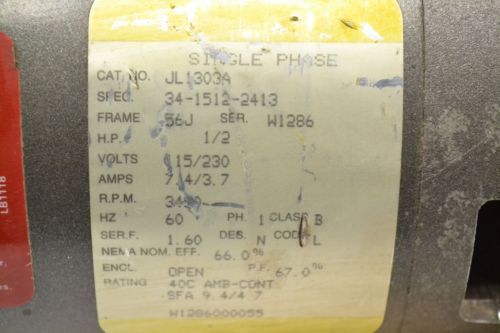 SINGLE PHASE
CAT. NO. JL1303A
SPEC. 34-1512-2413
FRAME 56J SER. W1286
H.P. 1/2
VOLTS 115/230
AMPS 7.4/3.7
R.P.M.
HZ 60 PH. 1 CLASS B
SER.F. 1.60 DES. N CODE L
NEMA NOM. EFF. 66.0%
ENCL. OPEN P.F. 67.0%
RATING 40C AMB-CONT
SFA 9.4/4.7
W1286000055
LB1118